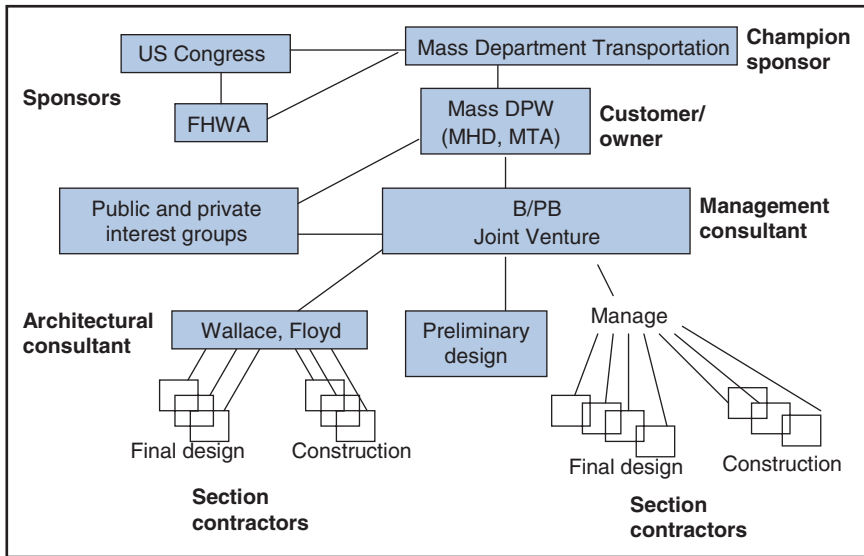 US Congress
Mass Department Transportation
Champion
sponsor
Sponsors
FHWA
Mass DPW
(MHD, MTA)
Customer/
owner
Public and private
interest groups
B/PB
Joint Venture
Management
consultant
Architectural
consultant
Wallace, Floyd
Preliminary
design
Manage
Final design
Construction
Final design
Construction
Section
contractors
Section
contractors